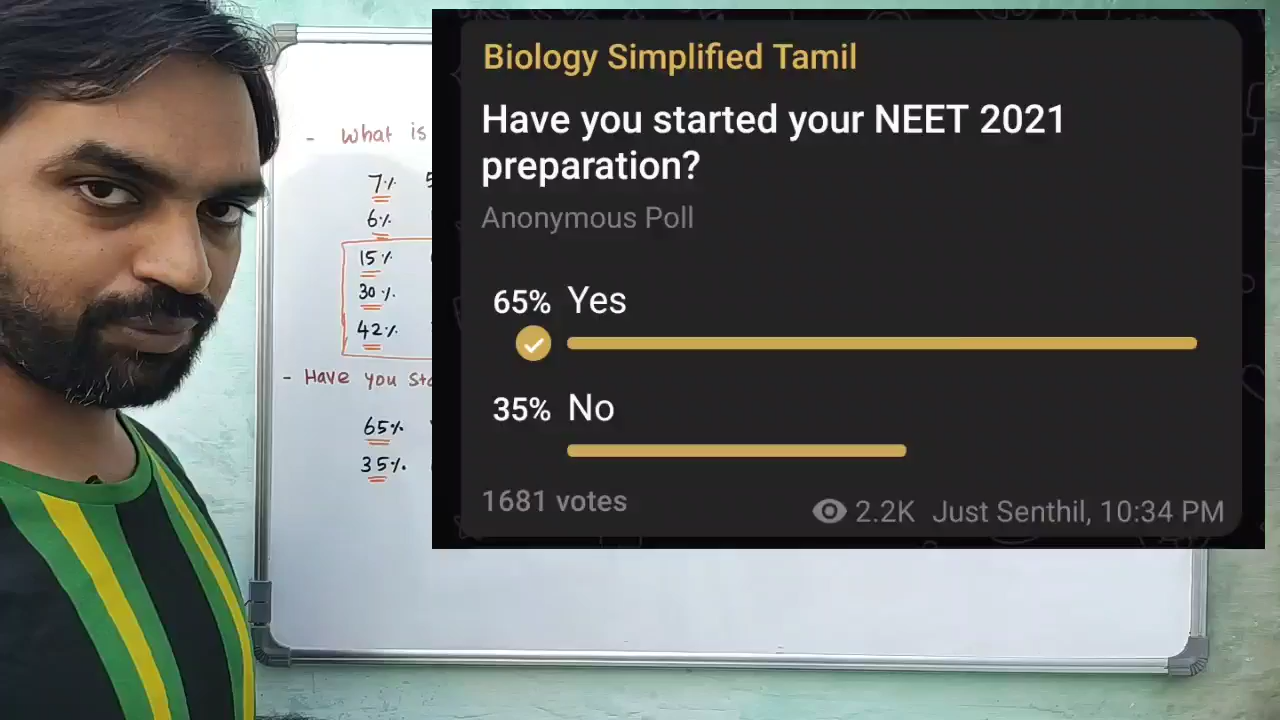 Biology Simplified Tamil
Have you started your NEET 2021
preparation?
Anonymous Poll
65% Yes
35% No
1681 votes
2.2K Just Senthil, 10:34 PM
- What is
7%
6%
15%
30%
42%
- Have you sta
65%
35%